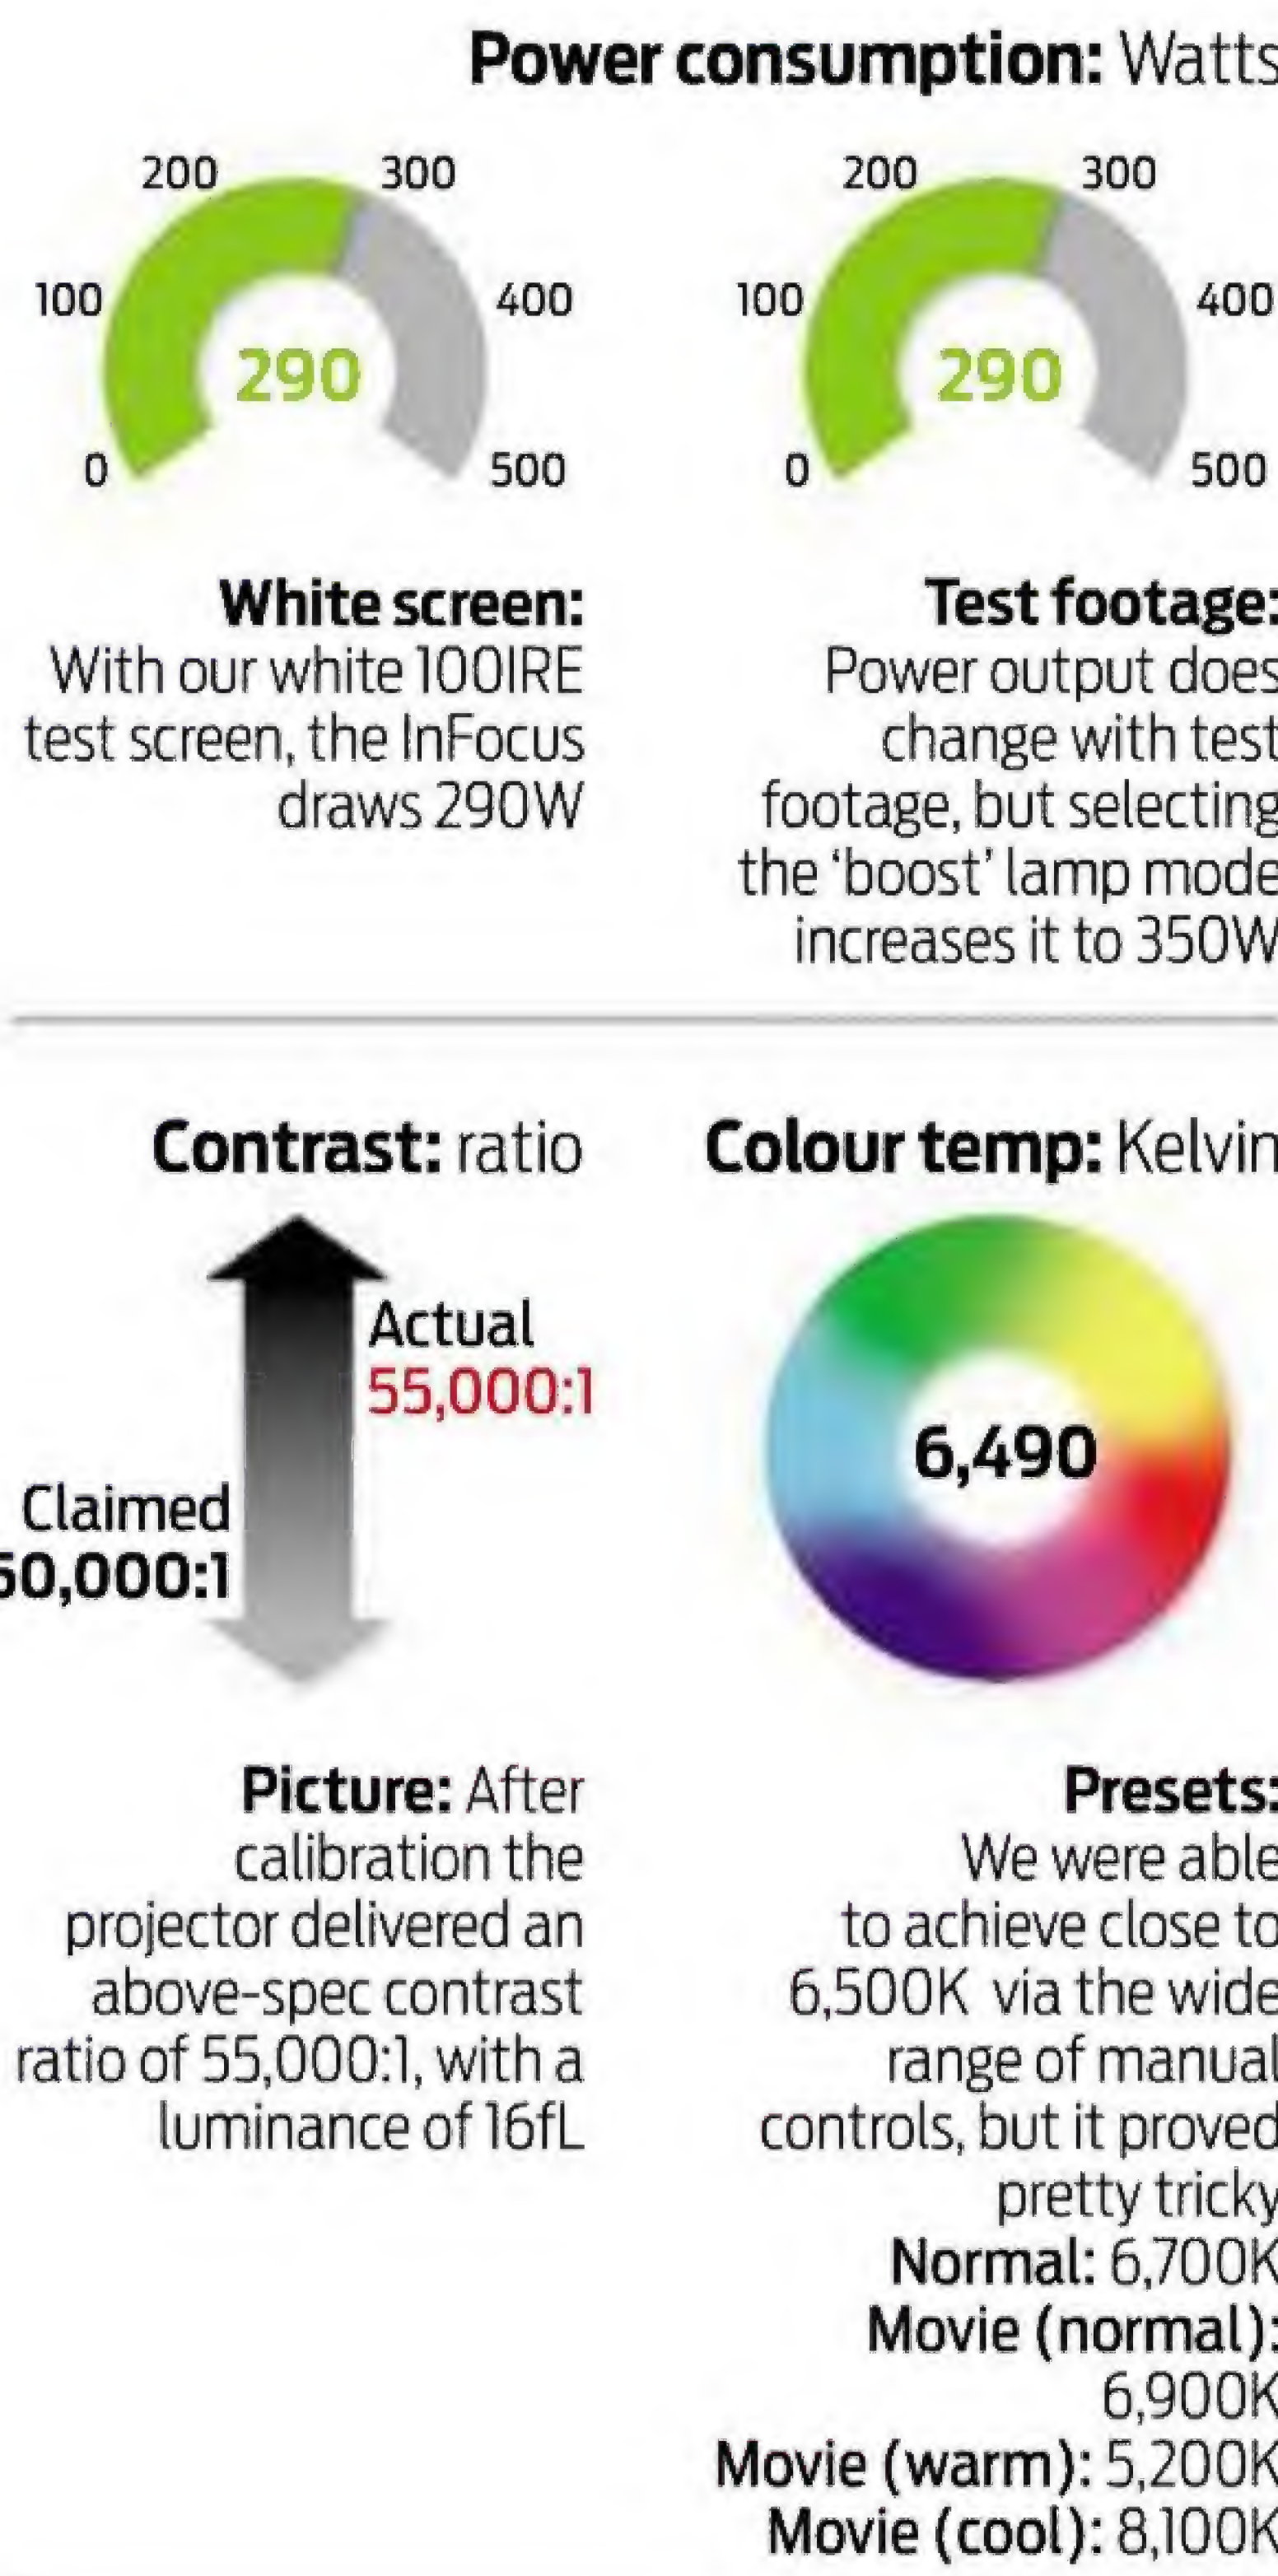 Power consumption: Watts
200 300
100 400
290
0 500
200 300
100 400
290
0 500
White screen:
With our white 100IRE
test screen, the InFocus
draws 290W
Test footage:
Power output does
change with test
footage, but selecting
the ‘boost’ lamp mode
increases it to 350W
Contrast: ratio
Actual
55,000:1
Claimed
50,000:1
Picture: After
calibration the
projector delivered an
above-spec contrast
ratio of 55,000:1, with a
luminance of 16fL
Colour temp: Kelvin
6,490
Presets:
We were able
to achieve close to
6,500K via the wide
range of manual
controls, but it proved
pretty tricky
Normal: 6,700K
Movie (normal):
6,900K
Movie (warm): 5,200K
Movie (cool): 8,100K